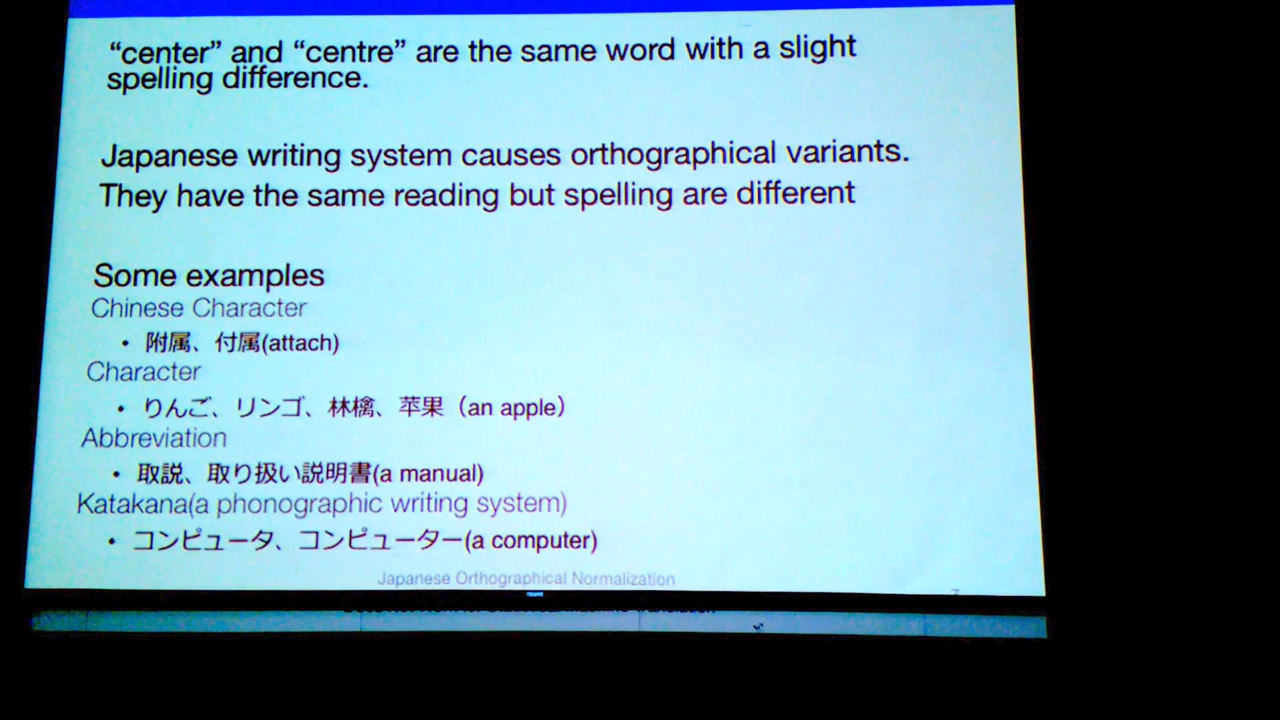 “center” and “centre” are the same word with a slight
spelling difference.
Japanese writing system causes orthographical variants.
They have the same reading but spelling are different
Some examples
Chinese Character
• 附属、付属(attach)
Character
• りんご、リンゴ、林檎、苹果（an apple）
Abbreviation
• 取説、取り扱い説明書(a manual)
Katakana(a phonographic writing system)
• コンピュータ、コンピューター(a computer)
Japanese Orthographical Normalization
7